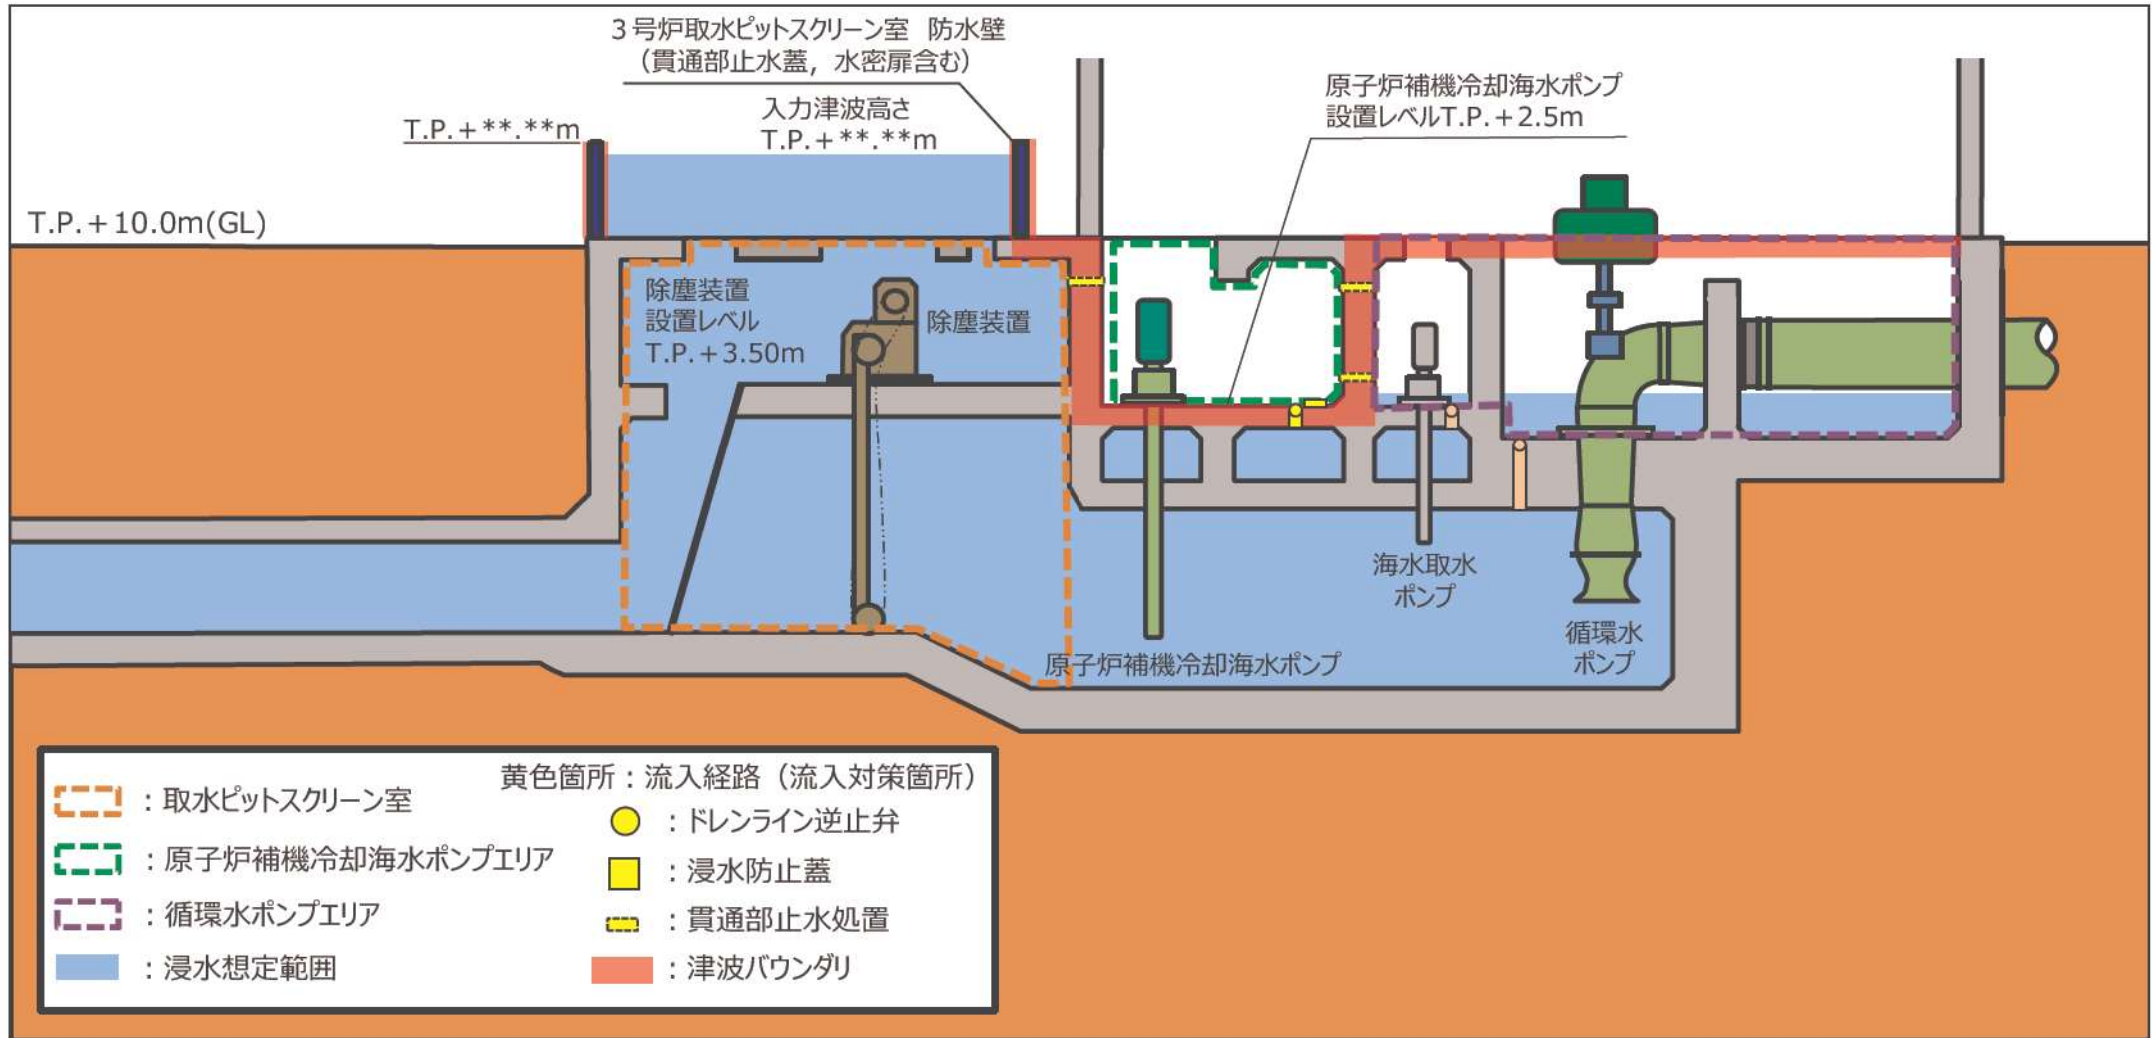 3号炉取水ピットスクリーン室 防水壁
（貫通部止水蓋，水密扉含む）
入力津波高さ
T.P.＋**.**m
T.P.＋**.**m
原子炉補機冷却海水ポンプ
設置レベルT.P.＋2.5m
T.P.＋10.0m(GL)
除塵装置
設置レベル
T.P.＋3.50m
除塵装置
海水取水
ポンプ
循環水
ポンプ
原子炉補機冷却海水ポンプ
：取水ピットスクリーン室
：原子炉補機冷却海水ポンプエリア
：循環水ポンプエリア
：浸水想定範囲
黄色箇所：流入経路（流入対策箇所）
：ドレンライン逆止弁
：浸水防止蓋
：貫通部止水処置
：津波バウンダリ